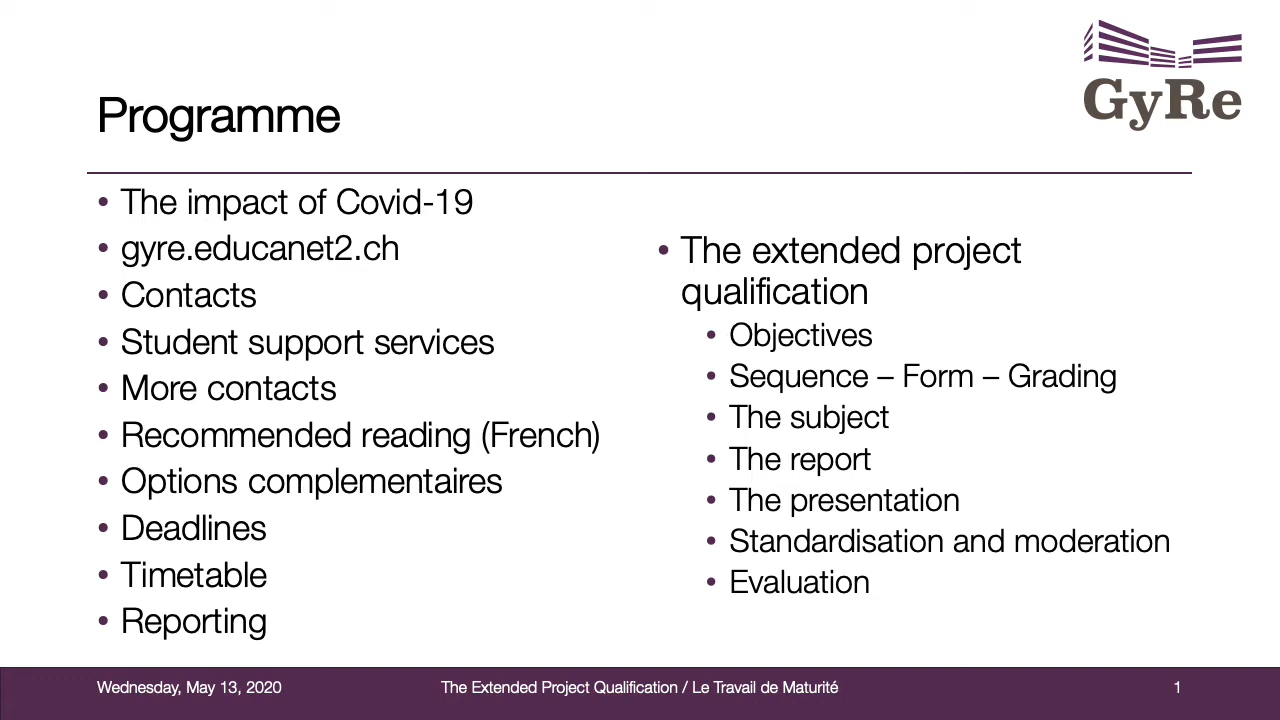 GyRe
Programme
• The impact of Covid-19
• gyre.educanet2.ch
• Contacts
• Student support services
• More contacts
• Recommended reading (French)
• Options complementaires
• Deadlines
• Timetable
• Reporting
• The extended project
qualification
• Objectives
• Sequence – Form – Grading
• The subject
• The report
• The presentation
• Standardisation and moderation
• Evaluation
Wednesday, May 13, 2020
The Extended Project Qualification / Le Travail de Maturité
1